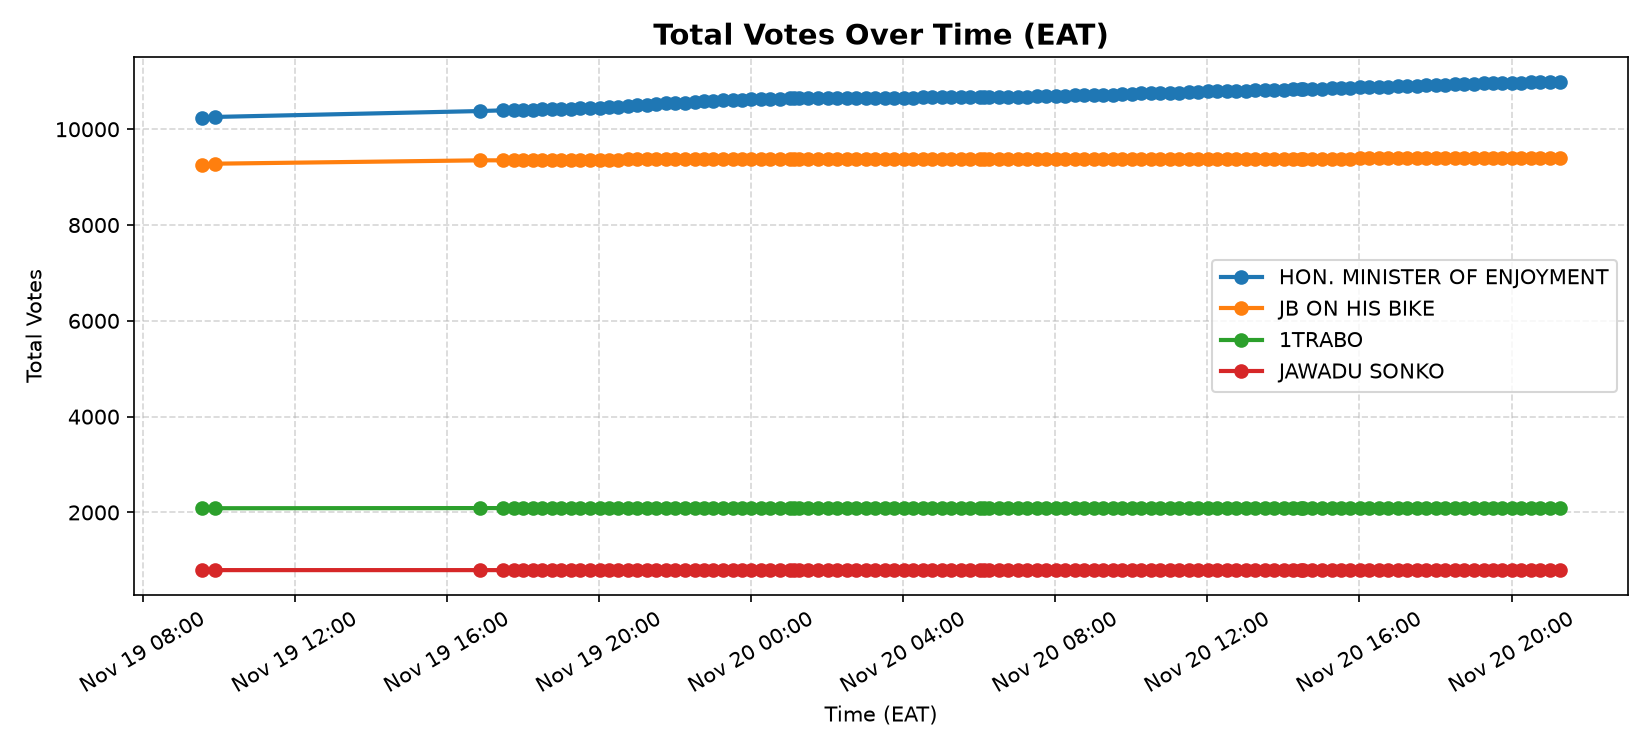 Total Votes Over Time (EAT)
Total Votes
10000
8000
6000
4000
2000
HON. MINISTER OF ENJOYMENT
JB ON HIS BIKE
1TRABO
JAWADU SONKO
Nov 19 08:00
Nov 19 12:00
Nov 19 16:00
Nov 19 20:00
Nov 20 00:00
Nov 20 04:00
Nov 20 08:00
Nov 20 12:00
Nov 20 16:00
Nov 20 20:00
Time (EAT)